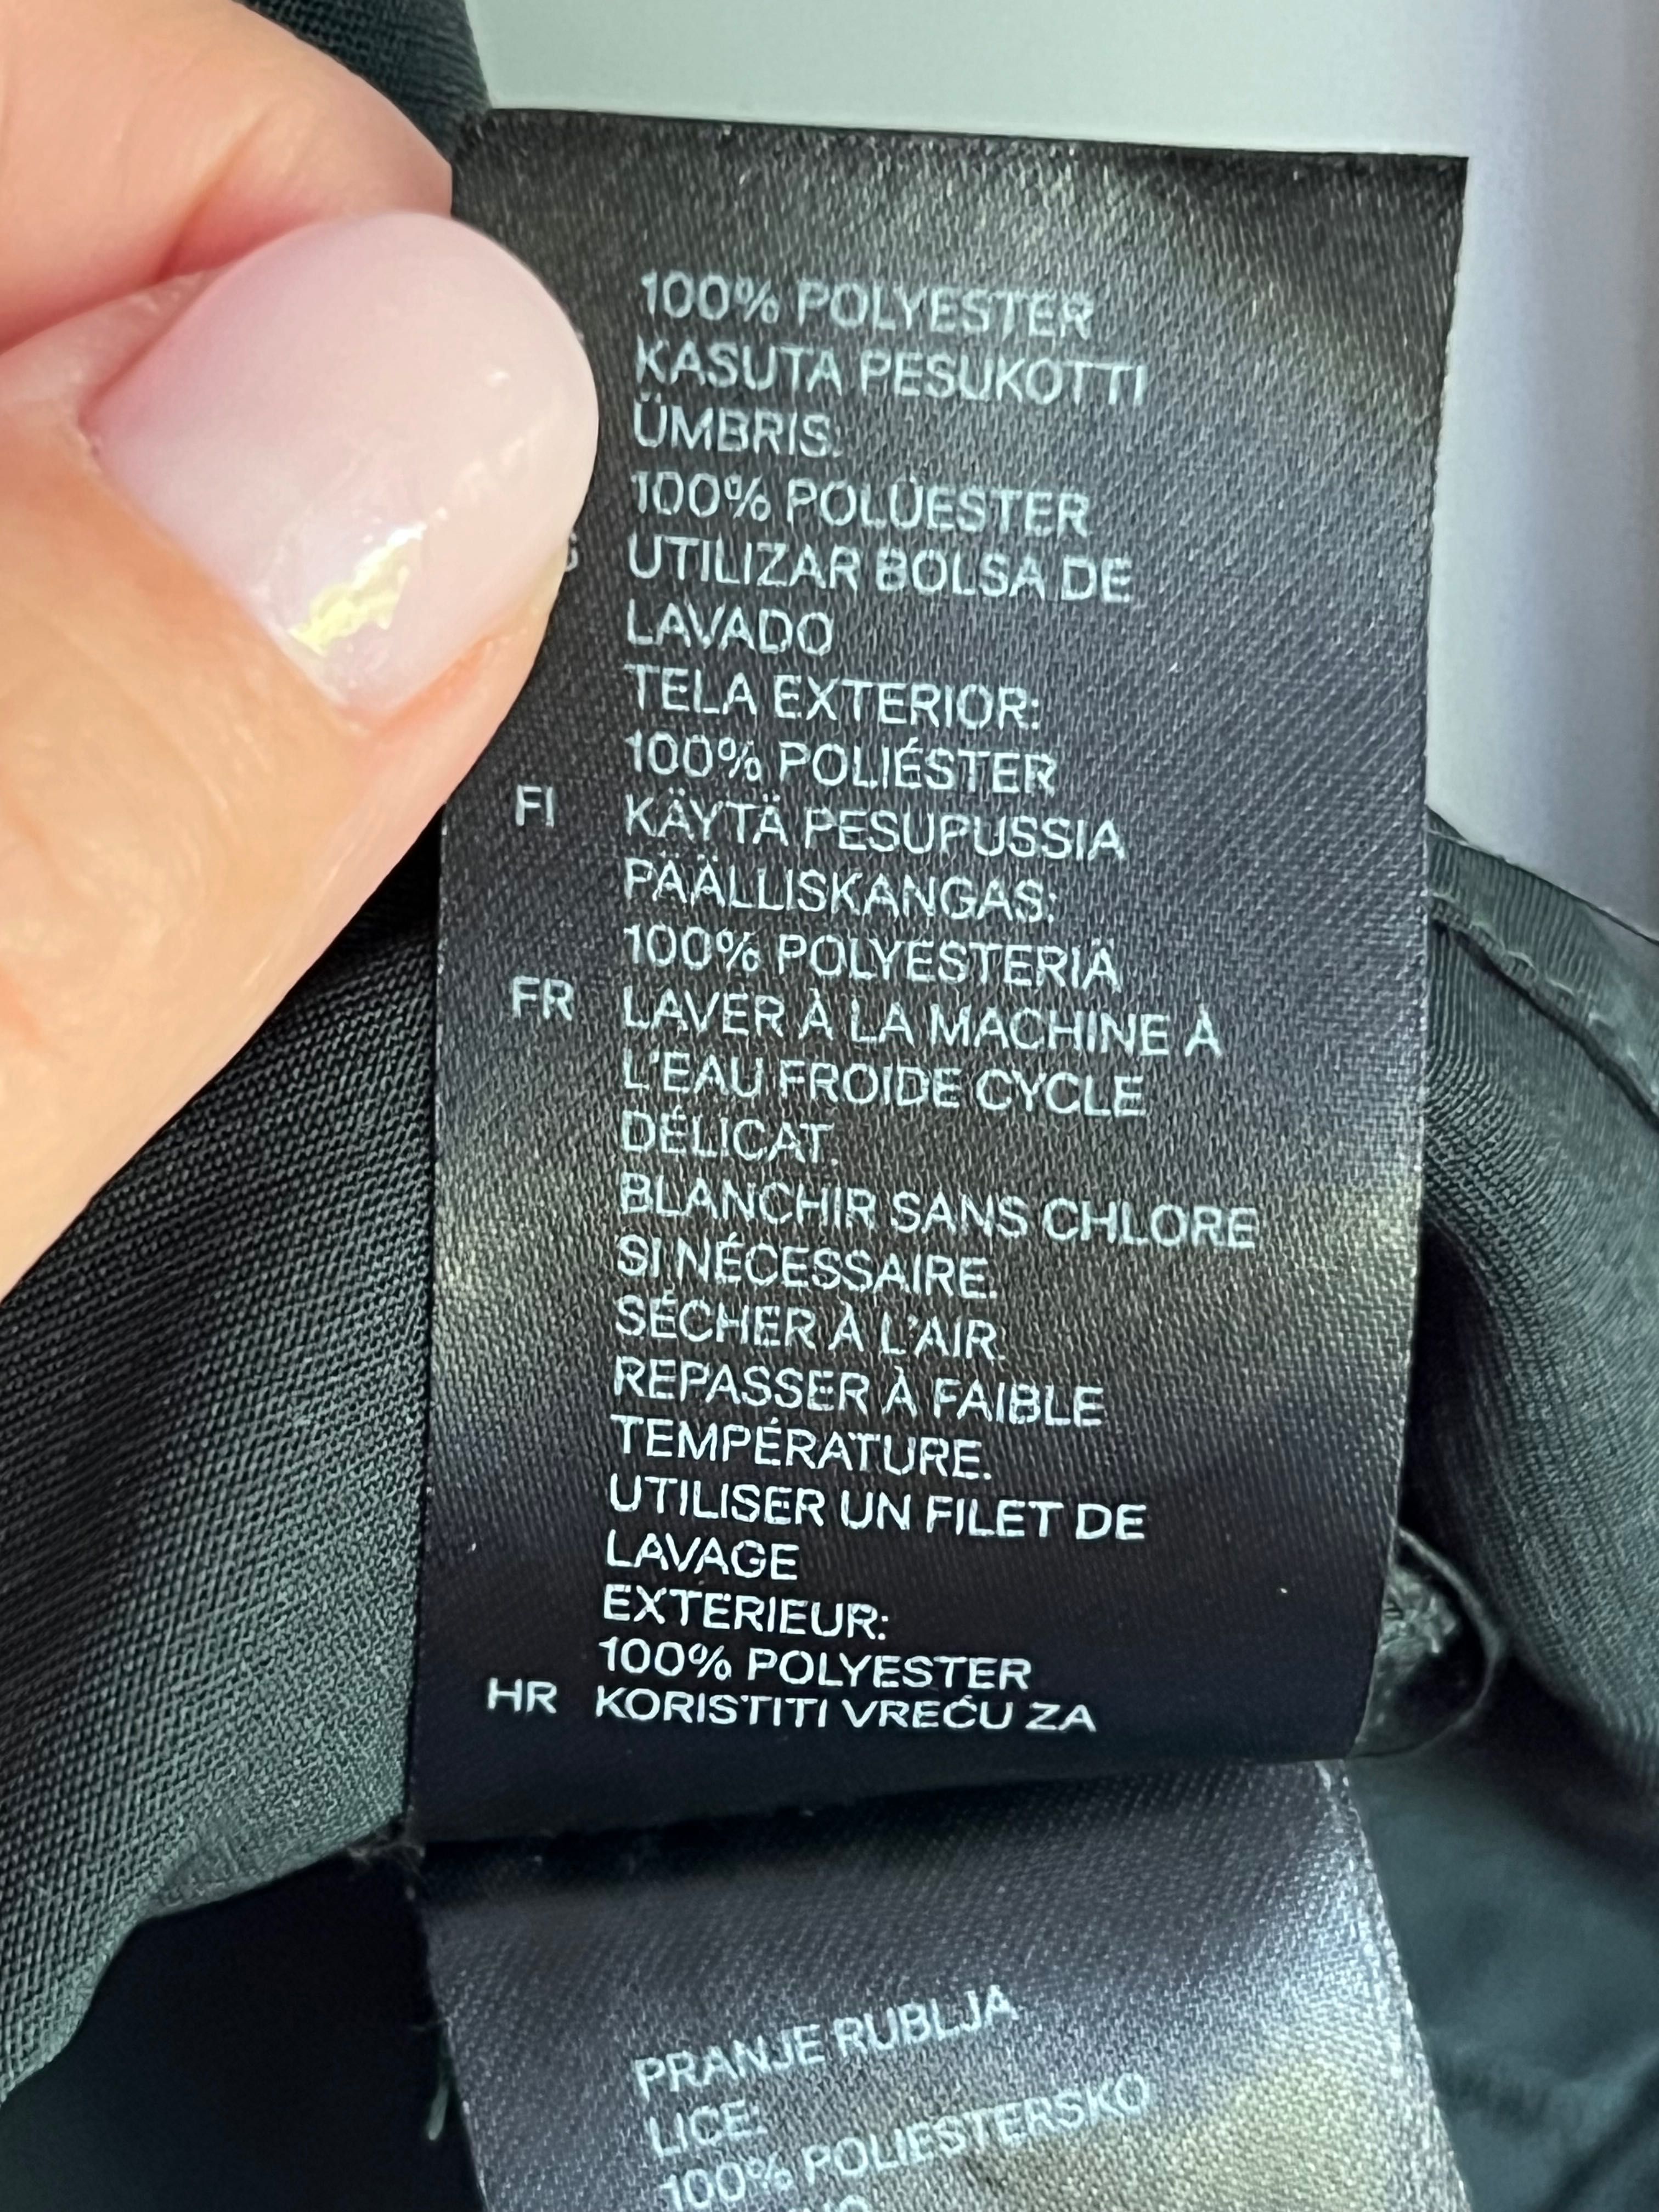 100% POLYESTER
KASUTA PESUKOTTI
ÜMBRIS:
100% POLÜESTER
UTILIZAR BOLSA DE
LAVADO
TELA EXTERIOR:
100% POLIÉSTER
FI KÄYTÄ PESUPUSSIA
PÄÄLLISKANGAS:
100% POLYESTERIÄ
FR LAVER À LA MACHINE À
L'EAU FROIDE CYCLE
DÉLICAT.
BLANCHIR SANS CHLORE
SI NÉCESSAIRE.
SÉCHER À L'AIR.
REPASSER À FAIBLE
TEMPÉRATURE.
UTILISER UN FILET DE
LAVAGE
EXTERIEUR:
100% POLYESTER
HR KORISTITI VREĆU ZA
PRANJE RUBLJA
LICE:
100% POLIESTERSKO